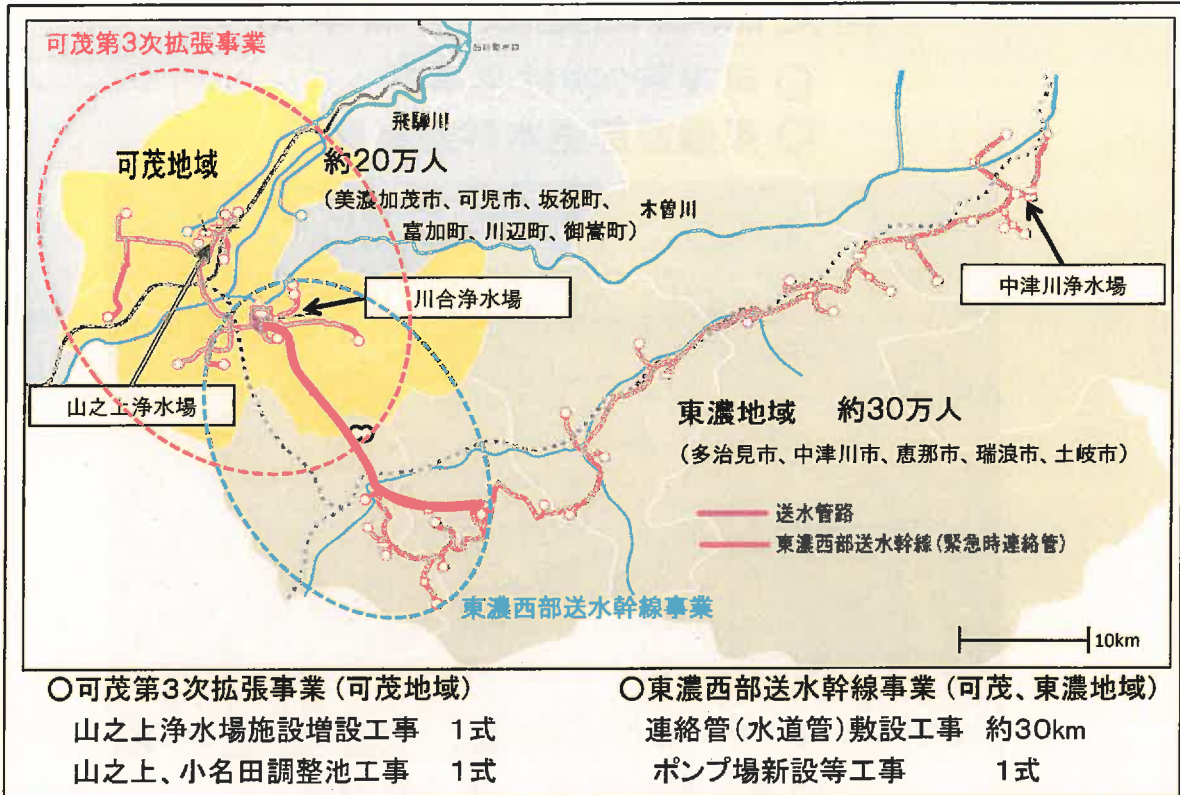 可茂第3次拡張事業
飛騨川
可茂地域
約20万人
(美濃加茂市、可児市、坂祝町、
富加町、川辺町、御嵩町)
木曽川
川合浄水場
中津川浄水場
山之上浄水場
東濃地域 約30万人
(多治見市、中津川市、恵那市、瑞浪市、土岐市)
送水管路
東濃西部送水幹線(緊急時連絡管)
東濃西部送水幹線事業
10km
〇可茂第3次拡張事業(可茂地域)
山之上浄水場施設増設工事 1式
山之上、小名田調整池工事 1式
〇東濃西部送水幹線事業(可茂、東濃地域)
連絡管(水道管)敷設工事 約30km
ポンプ場新設等工事 1式